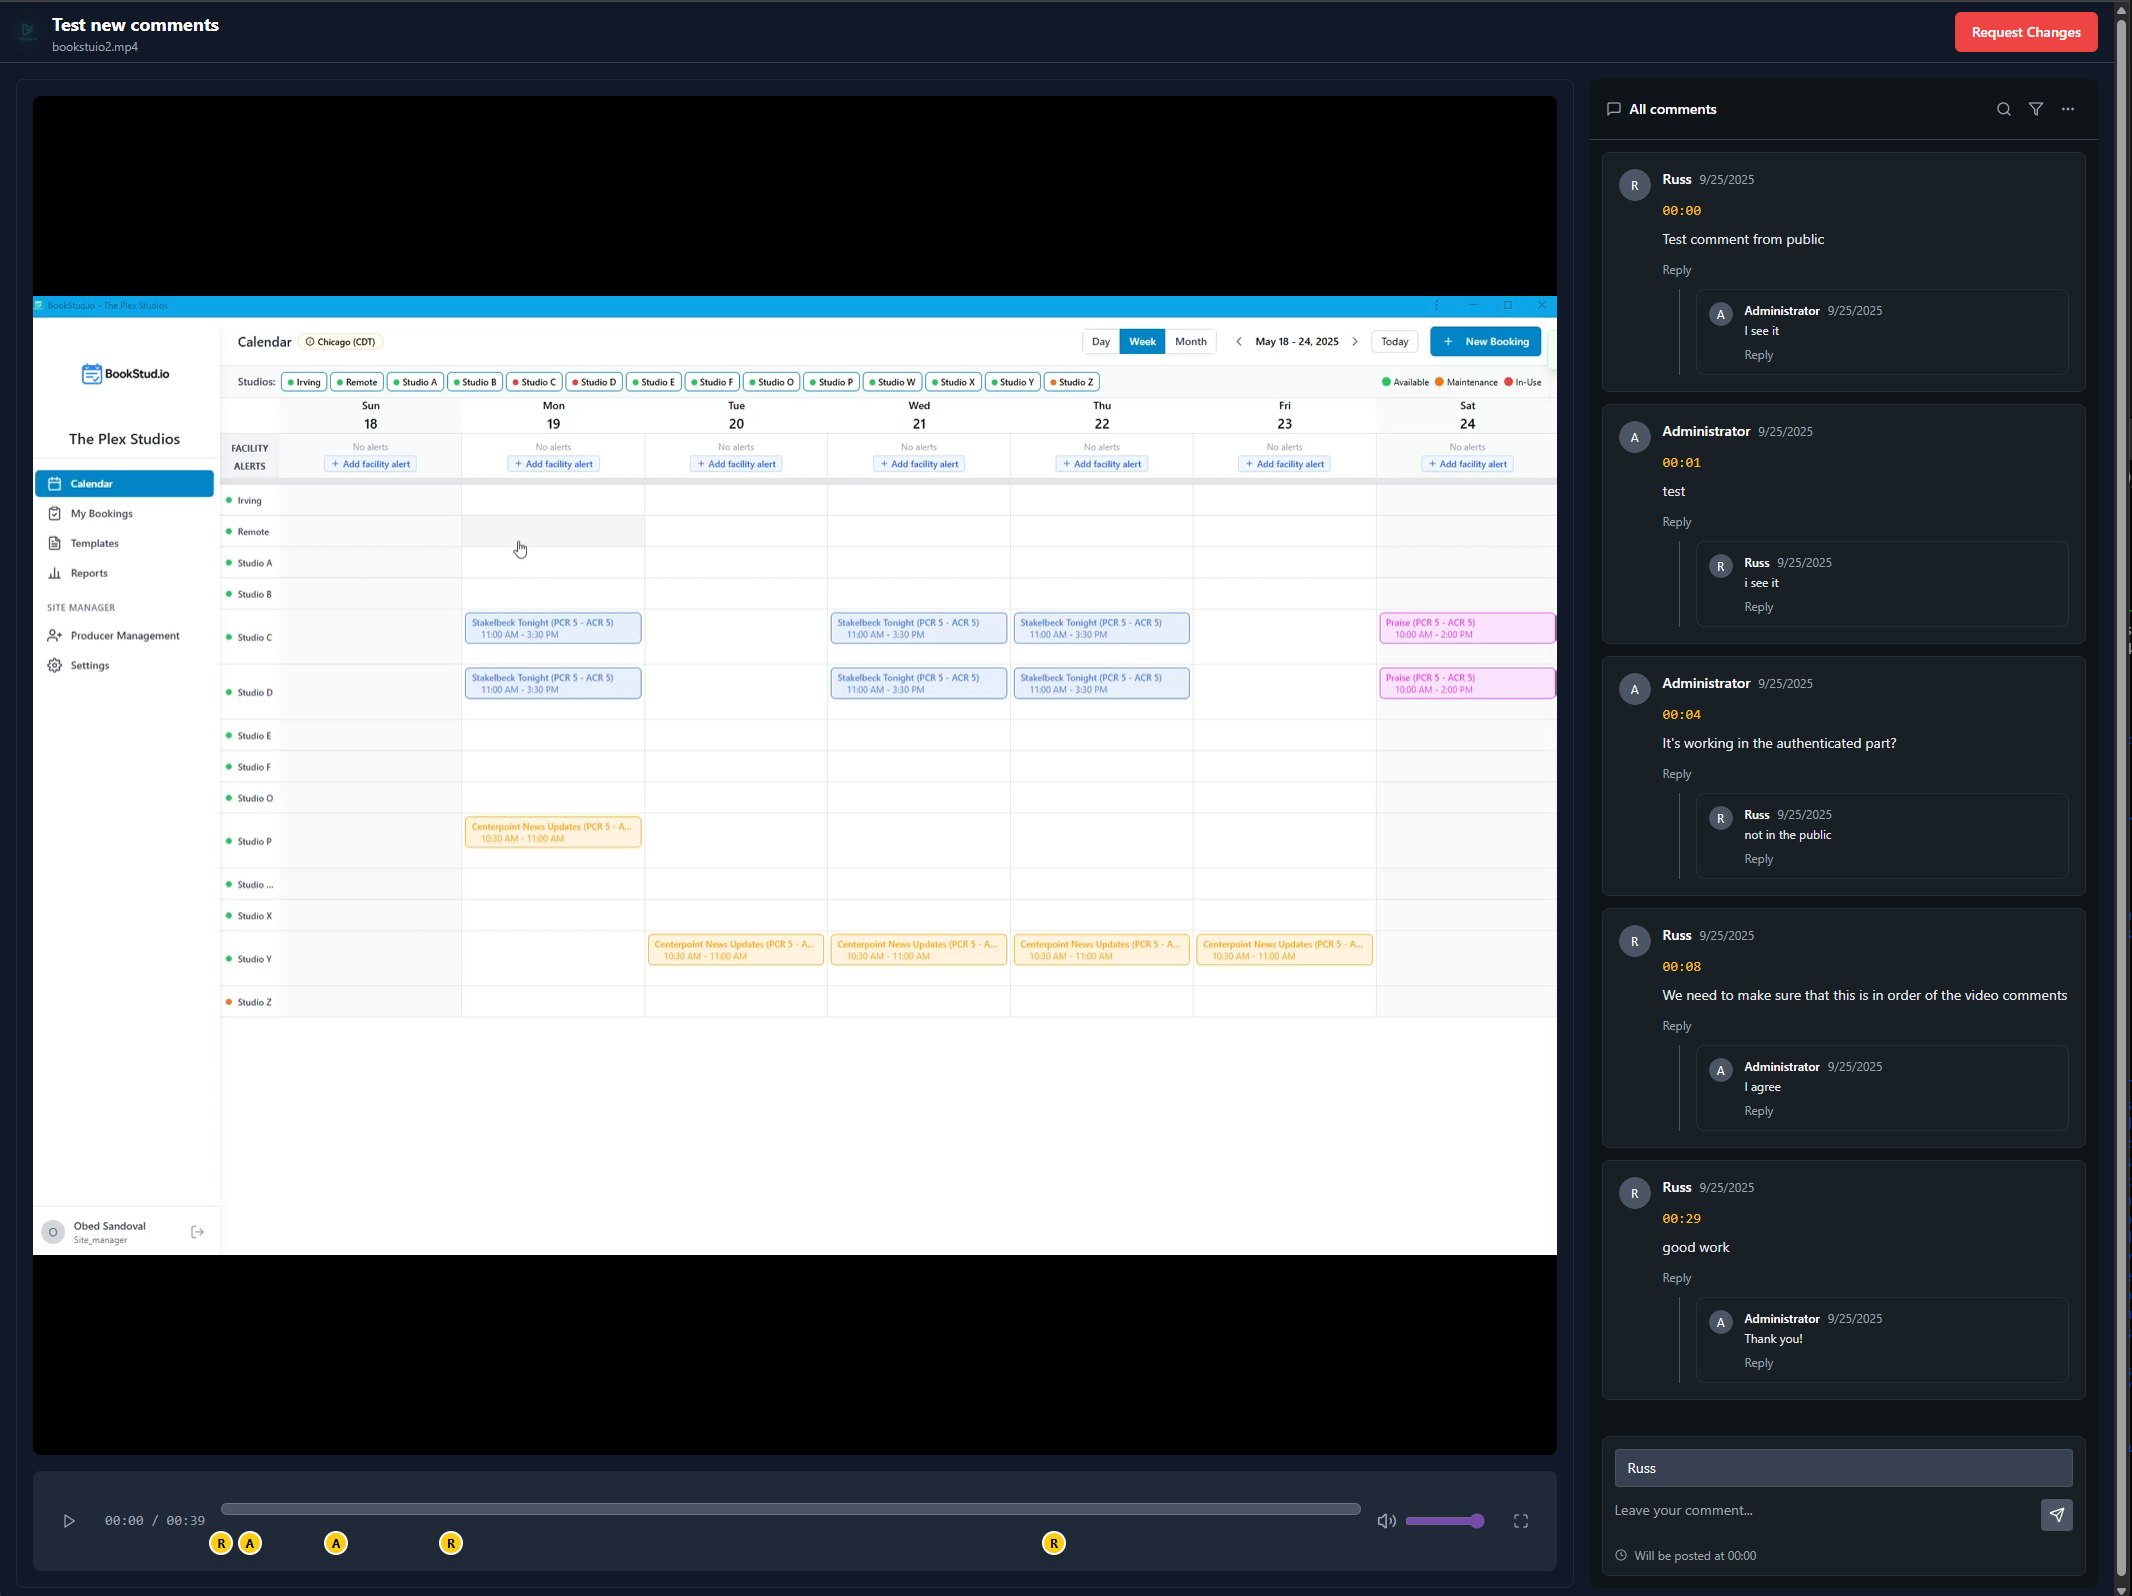 Test new comments
bookstuio2.mp4
Request Changes
BookStud.io - The Plex Studios
BookStud.io
The Plex Studios
Calendar
My Bookings
Templates
Reports
SITE MANAGER
Producer Management
Settings
Obed Sandoval
Site_manager
O
Calendar Chicago (CDT)
Day Week Month May 18 - 24, 2025 Today + New Booking
Studios: Irving Remote Studio A Studio B Studio C Studio D Studio E Studio F Studio O Studio P Studio W Studio X Studio Y Studio Z Available Maintenance In-Use
Sun Mon Tue Wed Thu Fri Sat
18 19 20 21 22 23 24
FACILITY ALERTS
No alerts No alerts No alerts No alerts No alerts No alerts No alerts
+ Add facility alert + Add facility alert + Add facility alert + Add facility alert + Add facility alert + Add facility alert + Add facility alert
Irving
Remote
Studio A
Studio B
Studio C
Stakelbeck Tonight (PCR 5 - ACR 5) Stakelbeck Tonight (PCR 5 - ACR 5) Stakelbeck Tonight (PCR 5 - ACR 5) Praise (PCR 5 - ACR 5)
11:00 AM - 3:30 PM 11:00 AM - 3:30 PM 11:00 AM - 3:30 PM 10:00 AM - 2:00 PM
Studio D
Stakelbeck Tonight (PCR 5 - ACR 5) Stakelbeck Tonight (PCR 5 - ACR 5) Stakelbeck Tonight (PCR 5 - ACR 5) Praise (PCR 5 - ACR 5)
11:00 AM - 3:30 PM 11:00 AM - 3:30 PM 11:00 AM - 3:30 PM 10:00 AM - 2:00 PM
Studio E
Studio F
Studio O
Studio P
Centerpoint News Updates (PCR 5 - A...
10:30 AM - 11:00 AM
Studio ...
Studio X
Studio Y
Centerpoint News Updates (PCR 5 - A... Centerpoint News Updates (PCR 5 - A... Centerpoint News Updates (PCR 5 - A... Centerpoint News Updates (PCR 5 - A...
10:30 AM - 11:00 AM 10:30 AM - 11:00 AM 10:30 AM - 11:00 AM 10:30 AM - 11:00 AM
Studio Z
00:00 / 00:39
R A A R R
All comments
R
Russ 9/25/2025
00:00
Test comment from public
Reply
A
Administrator 9/25/2025
I see it
Reply
A
Administrator 9/25/2025
00:01
test
Reply
R
Russ 9/25/2025
i see it
Reply
A
Administrator 9/25/2025
00:04
It's working in the authenticated part?
Reply
R
Russ 9/25/2025
not in the public
Reply
R
Russ 9/25/2025
00:08
We need to make sure that this is in order of the video comments
Reply
A
Administrator 9/25/2025
I agree
Reply
R
Russ 9/25/2025
00:29
good work
Reply
A
Administrator 9/25/2025
Thank you!
Reply
Russ
Leave your comment...
Will be posted at 00:00